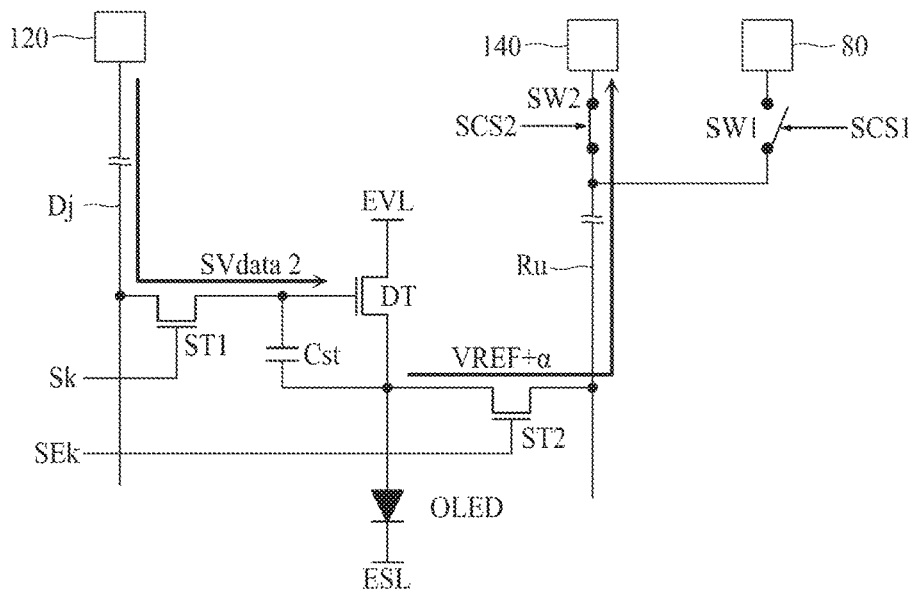 120
140
80
SW2
SCS2
SW1
SCS1
Dj
EVL
SVdata 2
DT
Ru
ST1
Cst
VREF+α
Sk
ST2
SEk
OLED
ESL